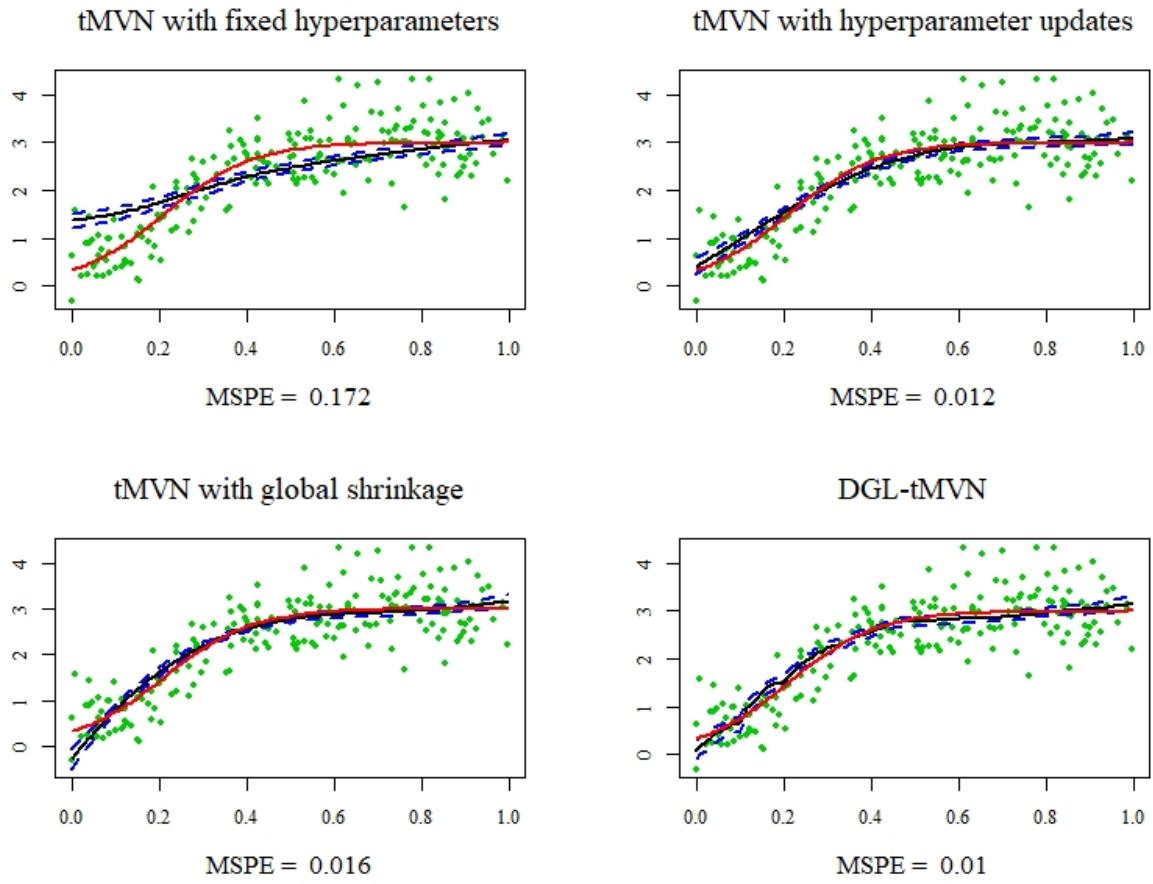 tMVN with fixed hyperparameters
4
3
2
1
0
0.0 0.2 0.4 0.6 0.8 1.0
MSPE = 0.172
tMVN with hyperparameter updates
4
3
2
1
0
0.0 0.2 0.4 0.6 0.8 1.0
MSPE = 0.012
tMVN with global shrinkage
4
3
2
1
0
0.0 0.2 0.4 0.6 0.8 1.0
MSPE = 0.016
DGL-tMVN
4
3
2
1
0
0.0 0.2 0.4 0.6 0.8 1.0
MSPE = 0.01